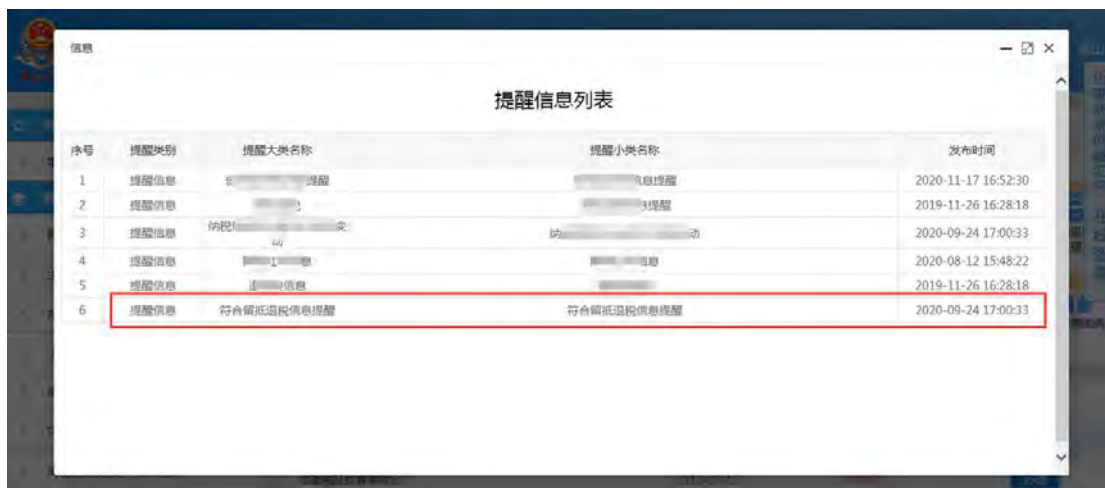 信息
提醒信息列表
序号 提醒类别 提醒大类名称 提醒小类名称 发布时间
1 提醒信息 提醒 信息提醒 2020-11-17 16:52:30
2 提醒信息 提醒 2019-11-26 16:28:18
3 提醒信息 纳税 变动 纳 动 2020-09-24 17:00:33
4 提醒信息 息 信息 2020-08-12 15:48:22
5 提醒信息 信息 2019-11-26 16:28:18
6 提醒信息 符合留抵退税信息提醒 符合留抵退税信息提醒 2020-09-24 17:00:33